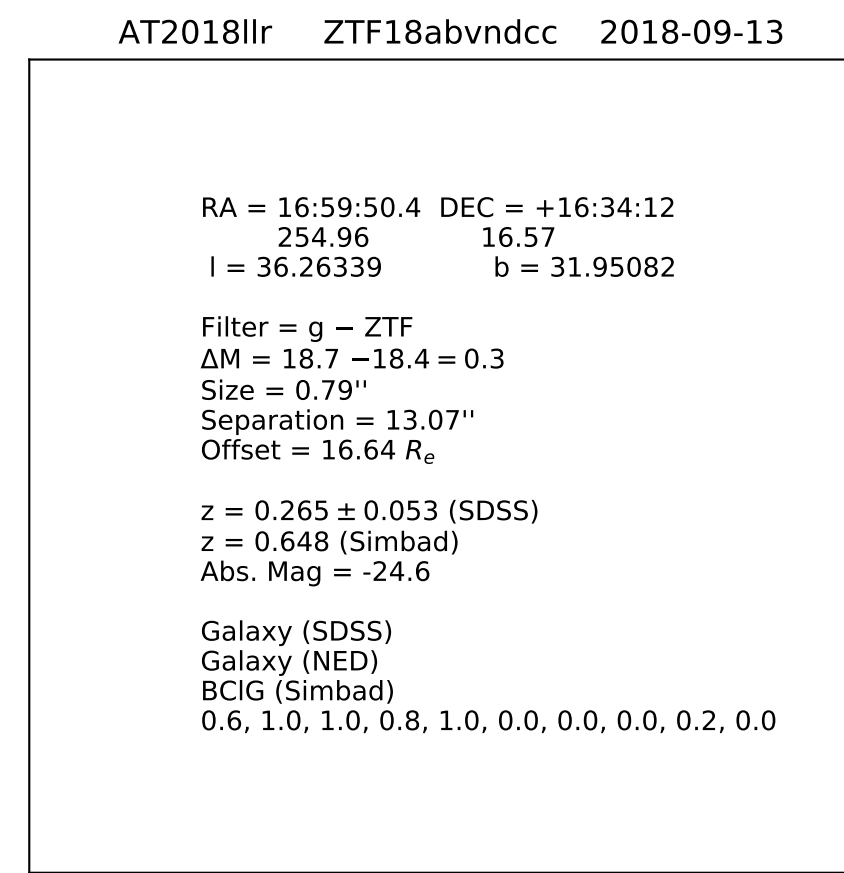 AT2018llr ZTF18abvndcc 2018-09-13
RA = 16:59:50.4 DEC = +16:34:12
254.96 16.57
l = 36.26339 b = 31.95082
Filter = g − ZTF
ΔM = 18.7 −18.4 = 0.3
Size = 0.79''
Separation = 13.07''
Offset = 16.64 Re
z = 0.265 ± 0.053 (SDSS)
z = 0.648 (Simbad)
Abs. Mag = -24.6
Galaxy (SDSS)
Galaxy (NED)
BClG (Simbad)
0.6, 1.0, 1.0, 0.8, 1.0, 0.0, 0.0, 0.0, 0.2, 0.0